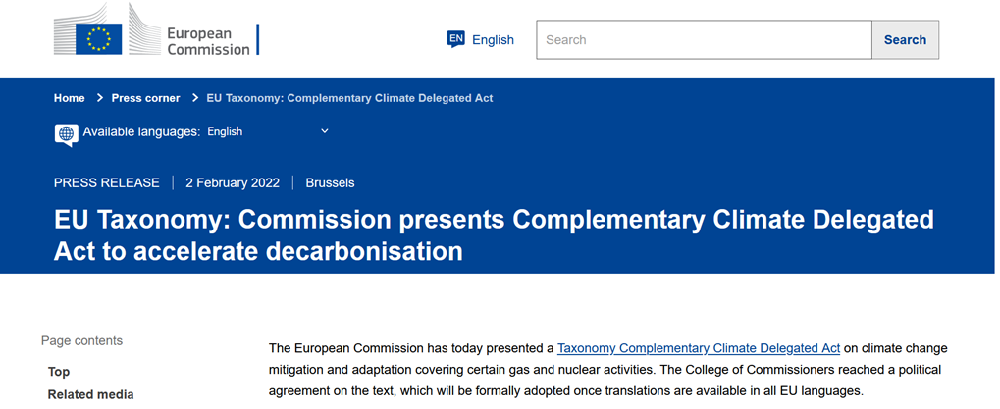 European
Commission
EN English
Search
Search
Home > Press corner > EU Taxonomy: Complementary Climate Delegated Act
Available languages: English
PRESS RELEASE | 2 February 2022 | Brussels
EU Taxonomy: Commission presents Complementary Climate Delegated
Act to accelerate decarbonisation
Page contents
Top
Related media
The European Commission has today presented a Taxonomy Complementary Climate Delegated Act on climate change
mitigation and adaptation covering certain gas and nuclear activities. The College of Commissioners reached a political
agreement on the text, which will be formally adopted once translations are available in all EU languages.